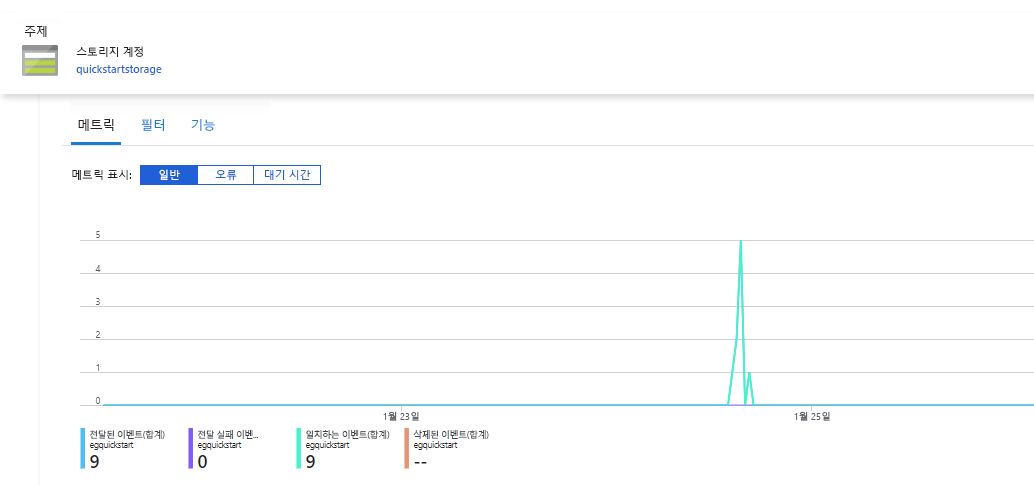 주제
스토리지 계정
quickstartstorage
메트릭 필터 기능
메트릭 표시: 일반 오류 대기 시간
5
4
3
2
1
0
1월 23일 1월 25일
전달된 이벤트(합계) 전달 실패 이벤... 일치하는 이벤트(합계) 삭제된 이벤트(합계)
egquickstart egquickstart egquickstart egquickstart
9 0 9 --